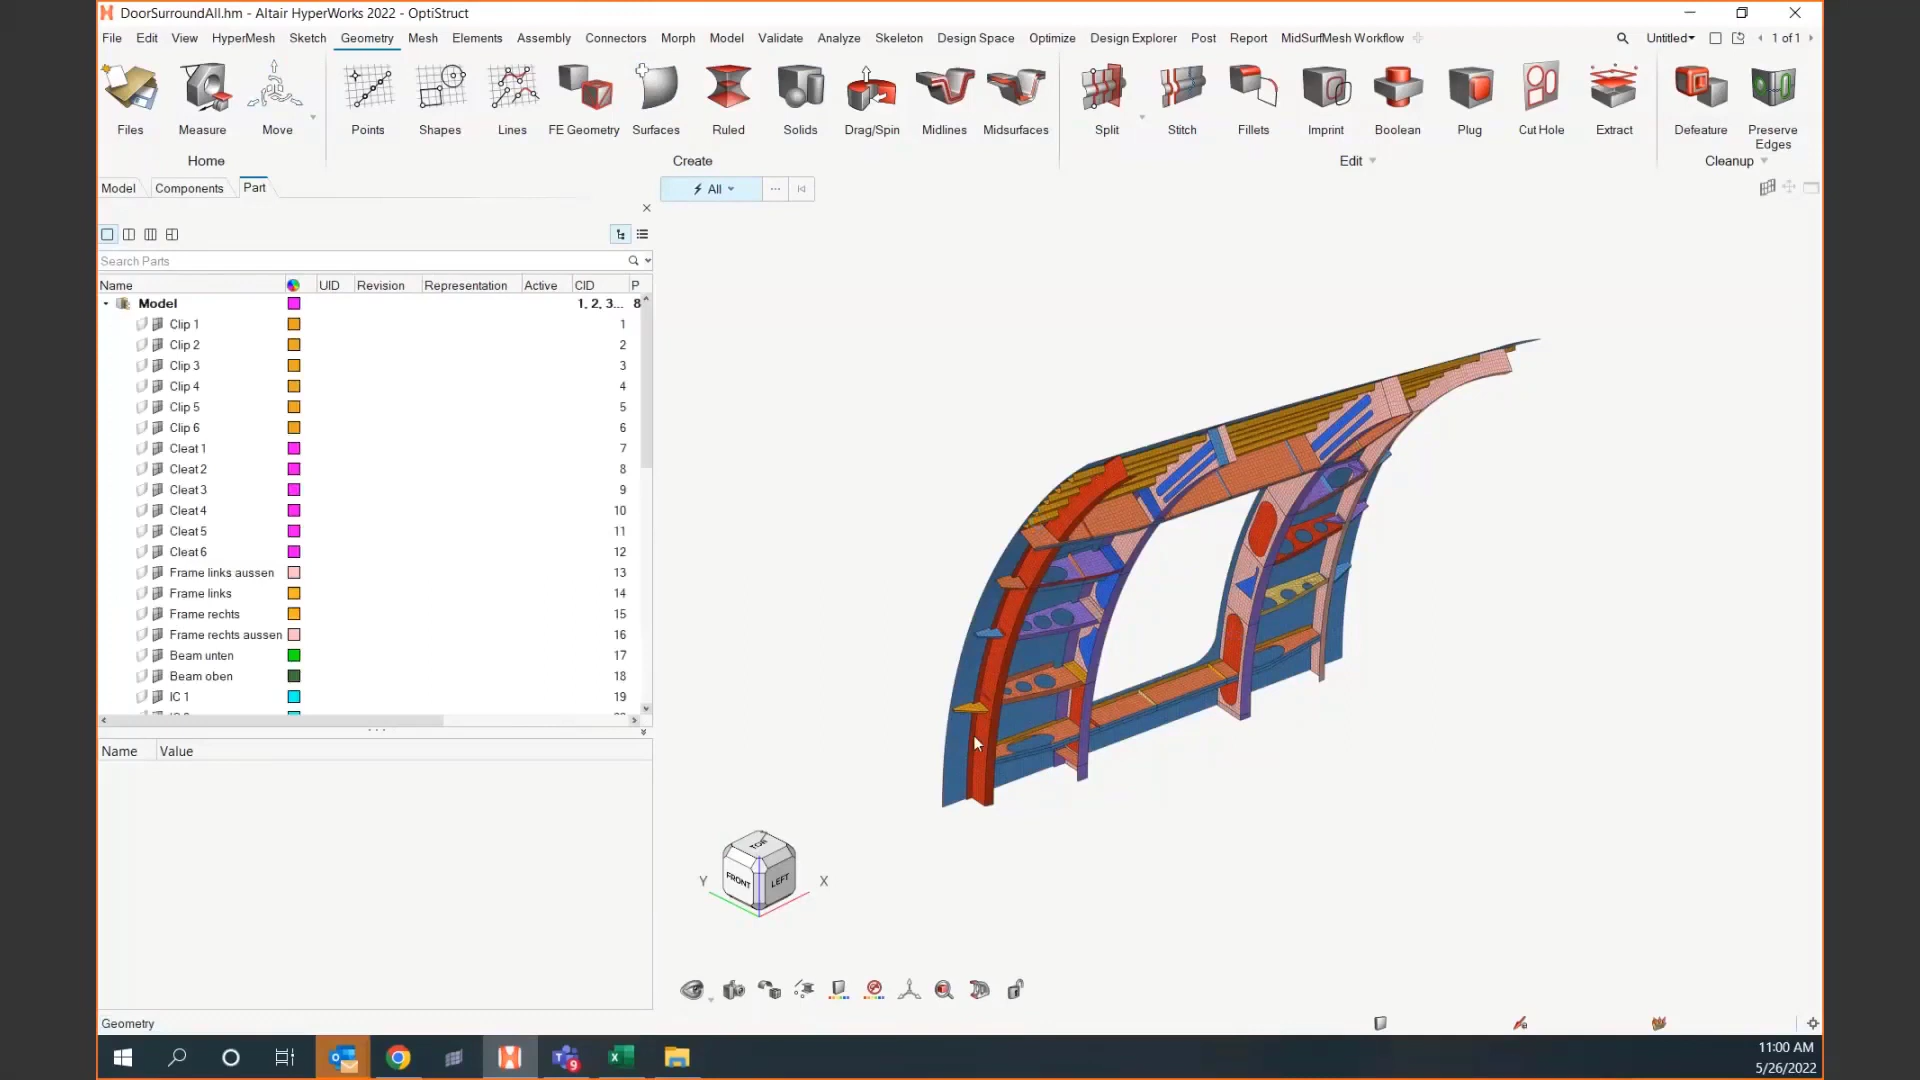 DoorSurroundAll.hm - Altair HyperWorks 2022 - OptiStruct
File Edit View HyperMesh Sketch Geometry Mesh Elements Assembly Connectors Morph Model Validate Analyze Skeleton Design Space Optimize Design Explorer Post Report MidSurfMesh Workflow Untitled 1 of 1
Files Measure Move Points Shapes Lines FE Geometry Surfaces Ruled Solids Drag/Spin Midlines Midsurfaces Split Stitch Fillets Imprint Boolean Plug Cut Hole Extract Defeature Preserve Edges
Home Create Edit Cleanup
Model Components Part
All
Search Parts
Name UID Revision Representation Active CID P
Model 1, 2, 3... 8
Clip 1 1
Clip 2 2
Clip 3 3
Clip 4 4
Clip 5 5
Clip 6 6
Cleat 1 7
Cleat 2 8
Cleat 3 9
Cleat 4 10
Cleat 5 11
Cleat 6 12
Frame links aussen 13
Frame links 14
Frame rechts 15
Frame rechts aussen 16
Beam unten 17
Beam oben 18
IC 1 19
Name Value
TOP
FRONT LEFT
Y X
Geometry
9
11:00 AM
5/26/2022